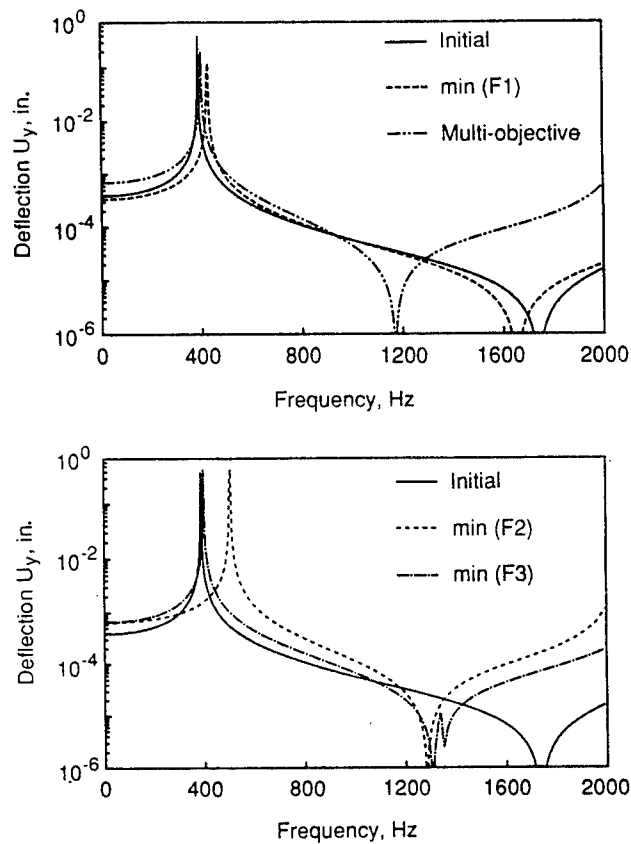 10^0
10^-2
10^-4
10^-6
Deflection Uy, in.
Initial
min (F1)
Multi-objective
0 400 800 1200 1600 2000
Frequency, Hz
10^0
10^-2
10^-4
10^-6
Deflection Uy, in.
Initial
min (F2)
min (F3)
0 400 800 1200 1600 2000
Frequency, Hz